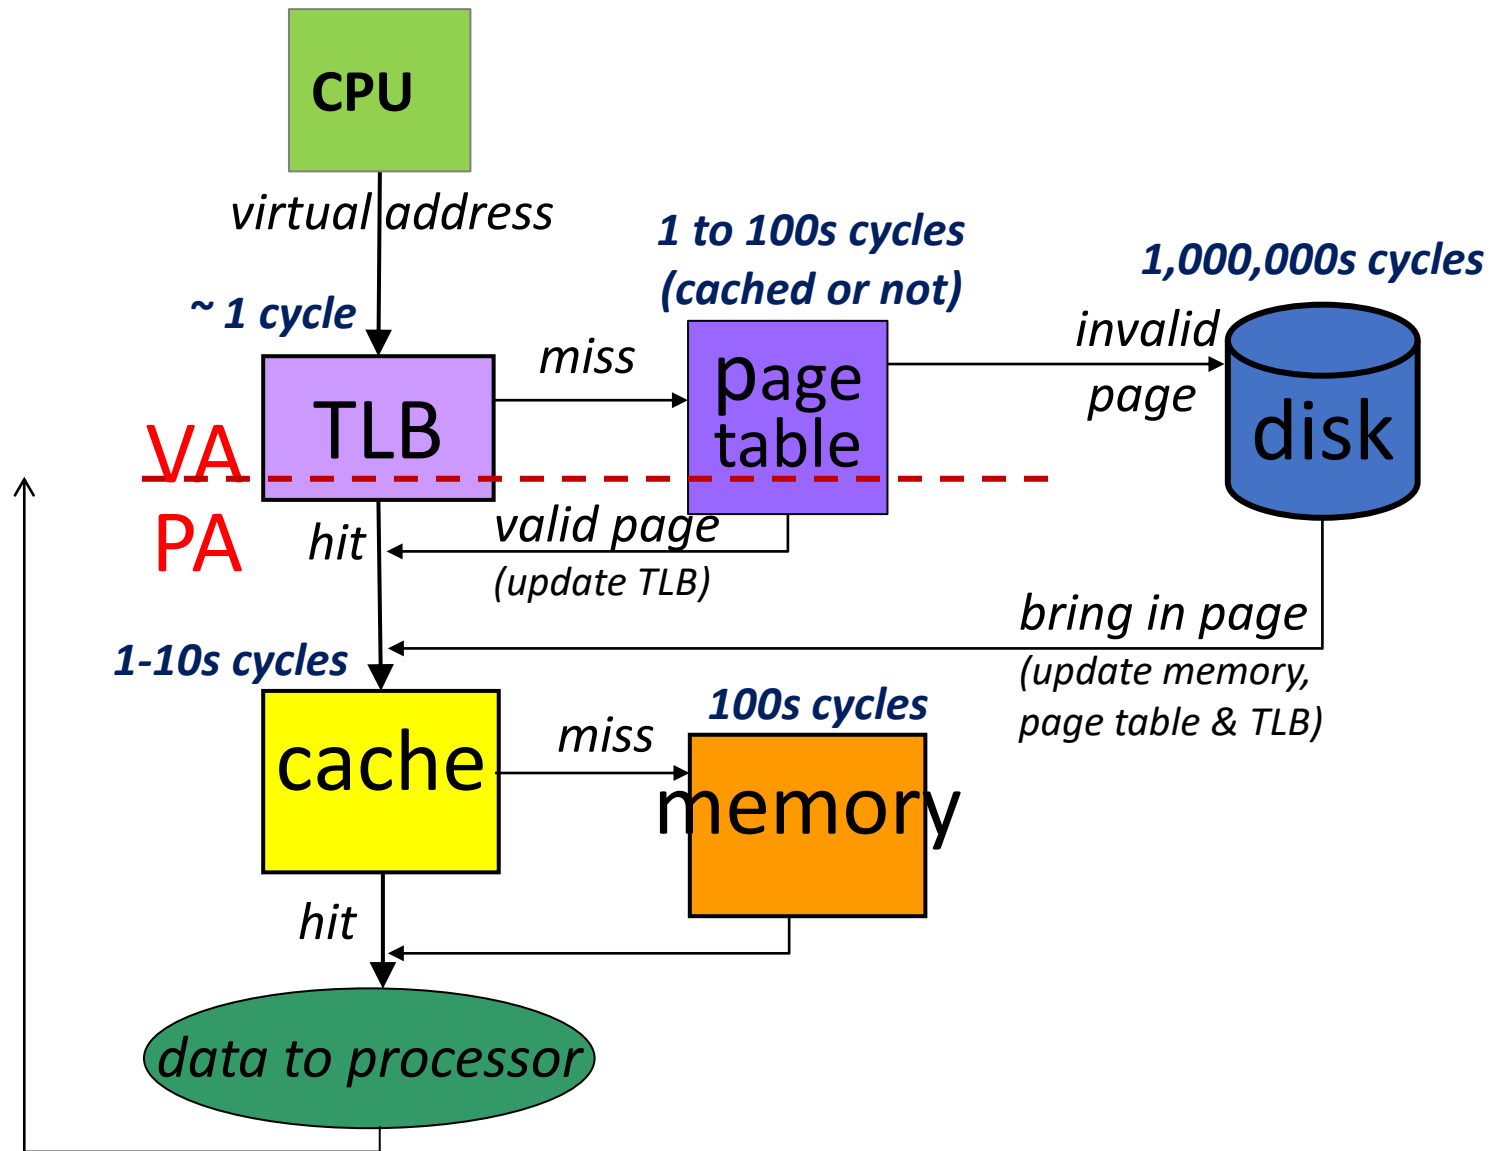 CPU
virtual address
1 to 100s cycles
(cached or not)
1,000,000s cycles
~ 1 cycle
miss
invalid
page
page
table
disk
TLB
VA
PA
hit
valid page
(update TLB)
bring in page
(update memory,
page table & TLB)
1-10s cycles
100s cycles
cache
miss
memory
hit
data to processor